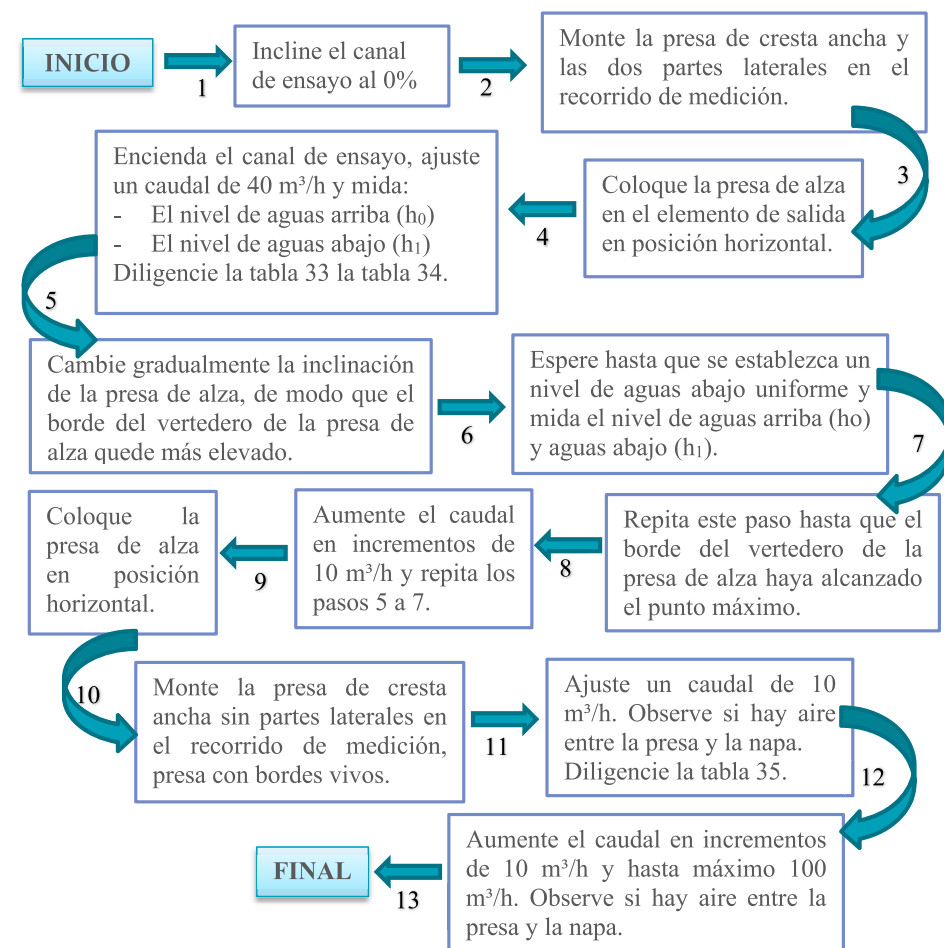 INICIO
1
Incline el canal
de ensayo al 0%
2
Monte la presa de cresta ancha y
las dos partes laterales en el
recorrido de medición.
3
Coloque la presa de alza
en el elemento de salida
en posición horizontal.
4
Encienda el canal de ensayo, ajuste
un caudal de 40 m³/h y mida:
- El nivel de aguas arriba (h₀)
- El nivel de aguas abajo (h₁)
Diligencie la tabla 33 la tabla 34.
5
Cambie gradualmente la inclinación
de la presa de alza, de modo que el
borde del vertedero de la presa de
alza quede más elevado.
6
Espere hasta que se establezca un
nivel de aguas abajo uniforme y
mida el nivel de aguas arriba (ho)
y aguas abajo (h₁).
7
Repita este paso hasta que el
borde del vertedero de la
presa de alza haya alcanzado
el punto máximo.
8
Aumente el caudal
en incrementos de
10 m³/h y repita los
pasos 5 a 7.
9
Coloque la
presa de alza
en posición
horizontal.
10
Monte la presa de cresta
ancha sin partes laterales en
el recorrido de medición,
presa con bordes vivos.
11
Ajuste un caudal de 10
m³/h. Observe si hay aire
entre la presa y la napa.
Diligencie la tabla 35.
12
Aumente el caudal en incrementos
de 10 m³/h y hasta máximo 100
m³/h. Observe si hay aire entre la
presa y la napa.
13
FINAL